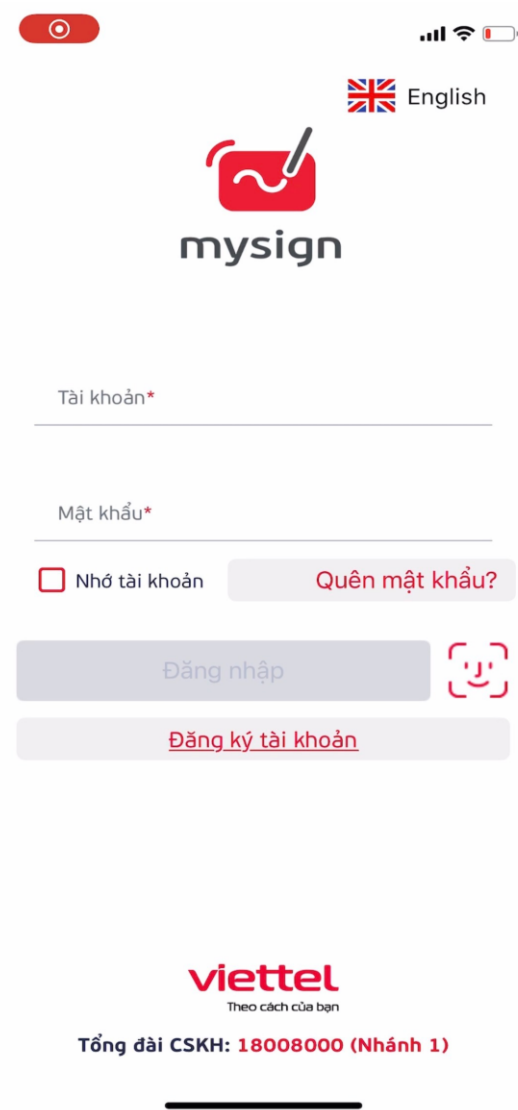 English
mysign
Tài khoản*
Mật khẩu*
Nhớ tài khoản
Quên mật khẩu?
Đăng nhập
Đăng ký tài khoản
viettel
Theo cách của bạn
Tổng đài CSKH: 18008000 (Nhánh 1)